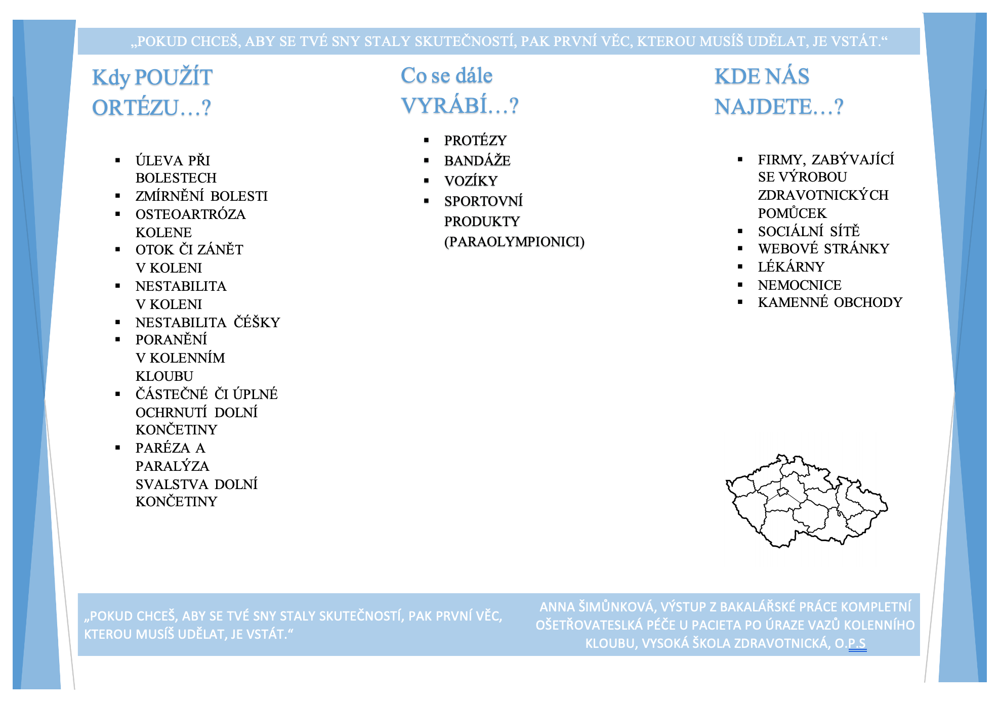 „POKUD CHCEŠ, ABY SE TVÉ SNY STALY SKUTEČNOSTÍ, PAK PRVNÍ VĚC, KTEROU MUSÍŠ UDĚLAT, JE VSTÁT.“
Kdy POUŽÍT
ORTÉZU…?
▪ ÚLEVA PŘI
BOLESTECH
▪ ZMÍRNĚNÍ BOLESTI
▪ OSTEOARTRÓZA
KOLENE
▪ OTOK ČI ZÁNĚT
V KOLENI
▪ NESTABILITA
V KOLENI
▪ NESTABILITA ČÉŠKY
▪ PORANĚNÍ
V KOLENNÍM
KLOUBU
▪ ČÁSTEČNÉ ČI ÚPLNÉ
OCHRNUTÍ DOLNÍ
KONČETINY
▪ PARÉZA A
PARALÝZA
SVALSTVA DOLNÍ
KONČETINY
Co se dále
VYRÁBÍ…?
▪ PROTÉZY
▪ BANDÁŽE
▪ VOZÍKY
▪ SPORTOVNÍ
PRODUKTY
(PARAOLYMPIONICI)
KDE NÁS
NAJDETE…?
▪ FIRMY, ZABÝVAJÍCÍ
SE VÝROBOU
ZDRAVOTNICKÝCH
POMŮCEK
▪ SOCIÁLNÍ SÍTĚ
▪ WEBOVÉ STRÁNKY
▪ LÉKÁRNY
▪ NEMOCNICE
▪ KAMENNÉ OBCHODY
„POKUD CHCEŠ, ABY SE TVÉ SNY STALY SKUTEČNOSTÍ, PAK PRVNÍ VĚC,
KTEROU MUSÍŠ UDĚLAT, JE VSTÁT.“
ANNA ŠIMŮNKOVÁ, VÝSTUP Z BAKALÁŘSKÉ PRÁCE KOMPLETNÍ
OŠETŘOVATESLKÁ PÉČE U PACIETA PO ÚRAZE VAZŮ KOLENNÍHO
KLOUBU, VYSOKÁ ŠKOLA ZDRAVOTNICKÁ, O.P.S